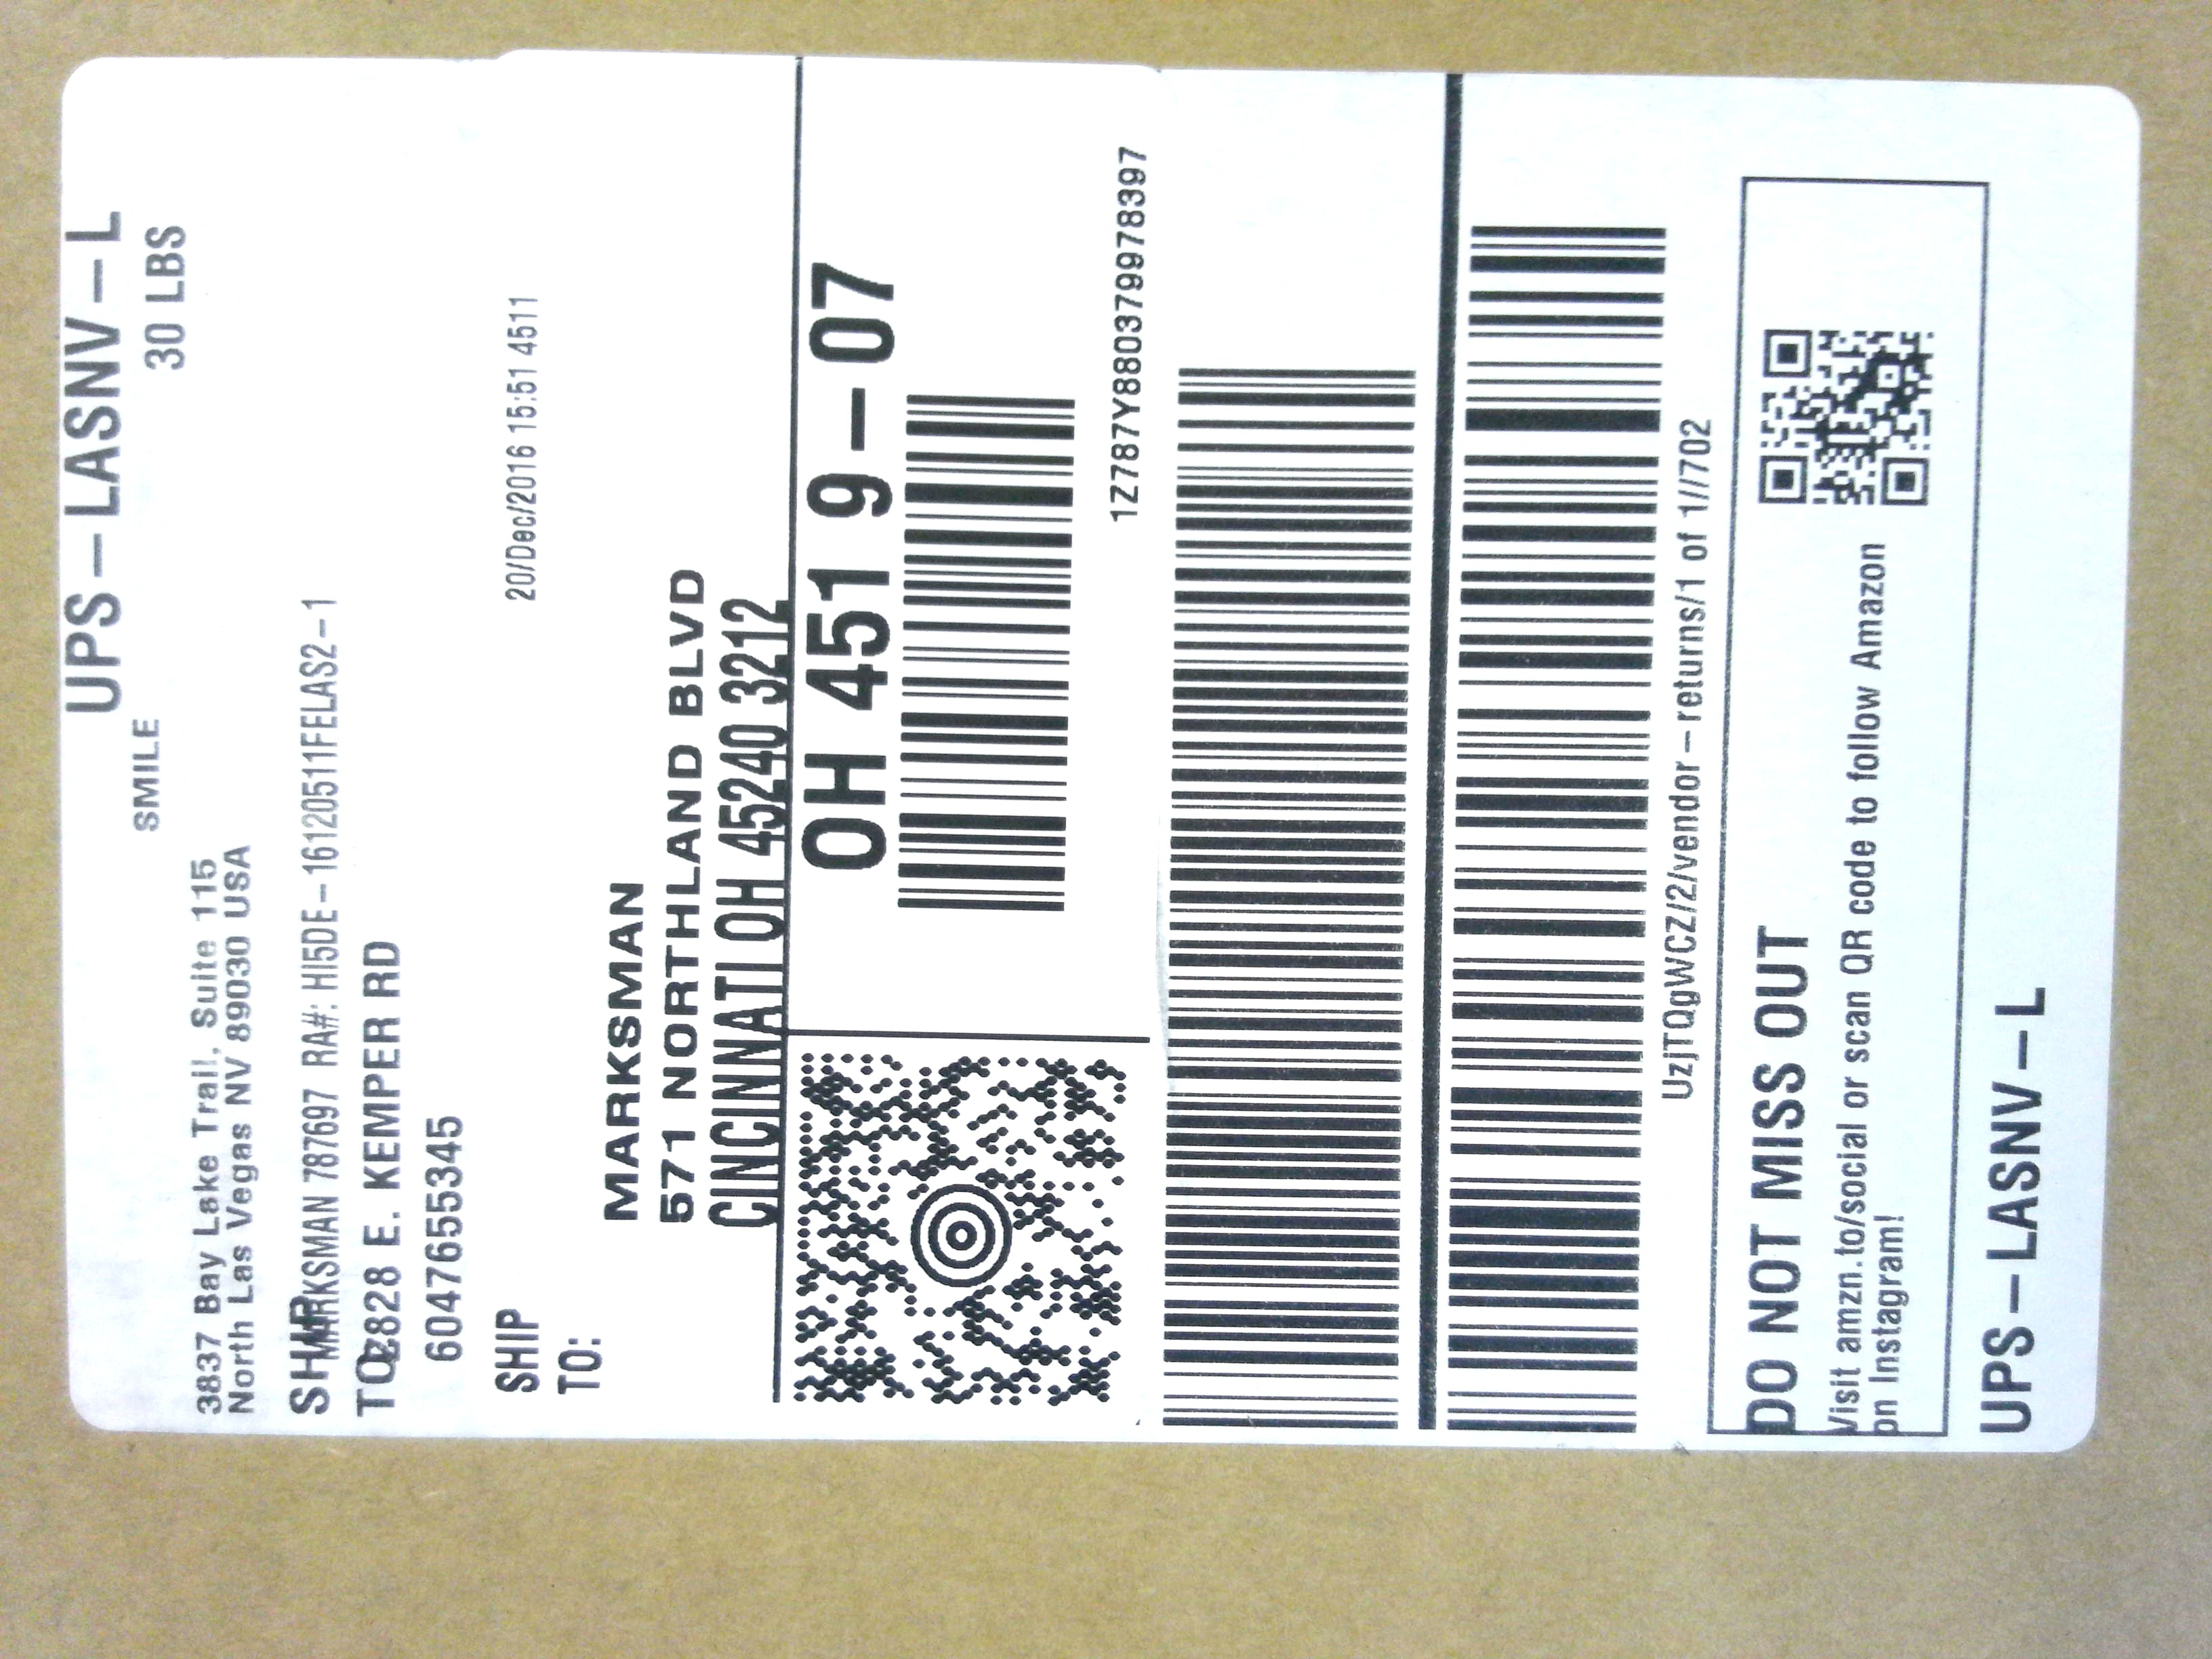 UPS-LASNV-L
SMILE
30 LBS
3837 Bay Lake Trail, Suite 115
North Las Vegas NV 89030 USA
MARKSMAN 787697 RA#: HI5DE-1612051 1FELAS2-1
SHIP
TO:
2828 E. KEMPER RD
6047655345
20/Dec/2016 15:51 4511
SHIP
TO:
MARKSMAN
571 NORTHLAND BLVD
CINCINNATI OH 45240 3212
OH 451 9-07
1Z787Y880379978397
UzjTQgWCZ/2/vendor-returns/1 of 1//702
DO NOT MISS OUT
Visit amzn.to/social or scan QR code to follow Amazon
on Instagram!
UPS-LASNV-L